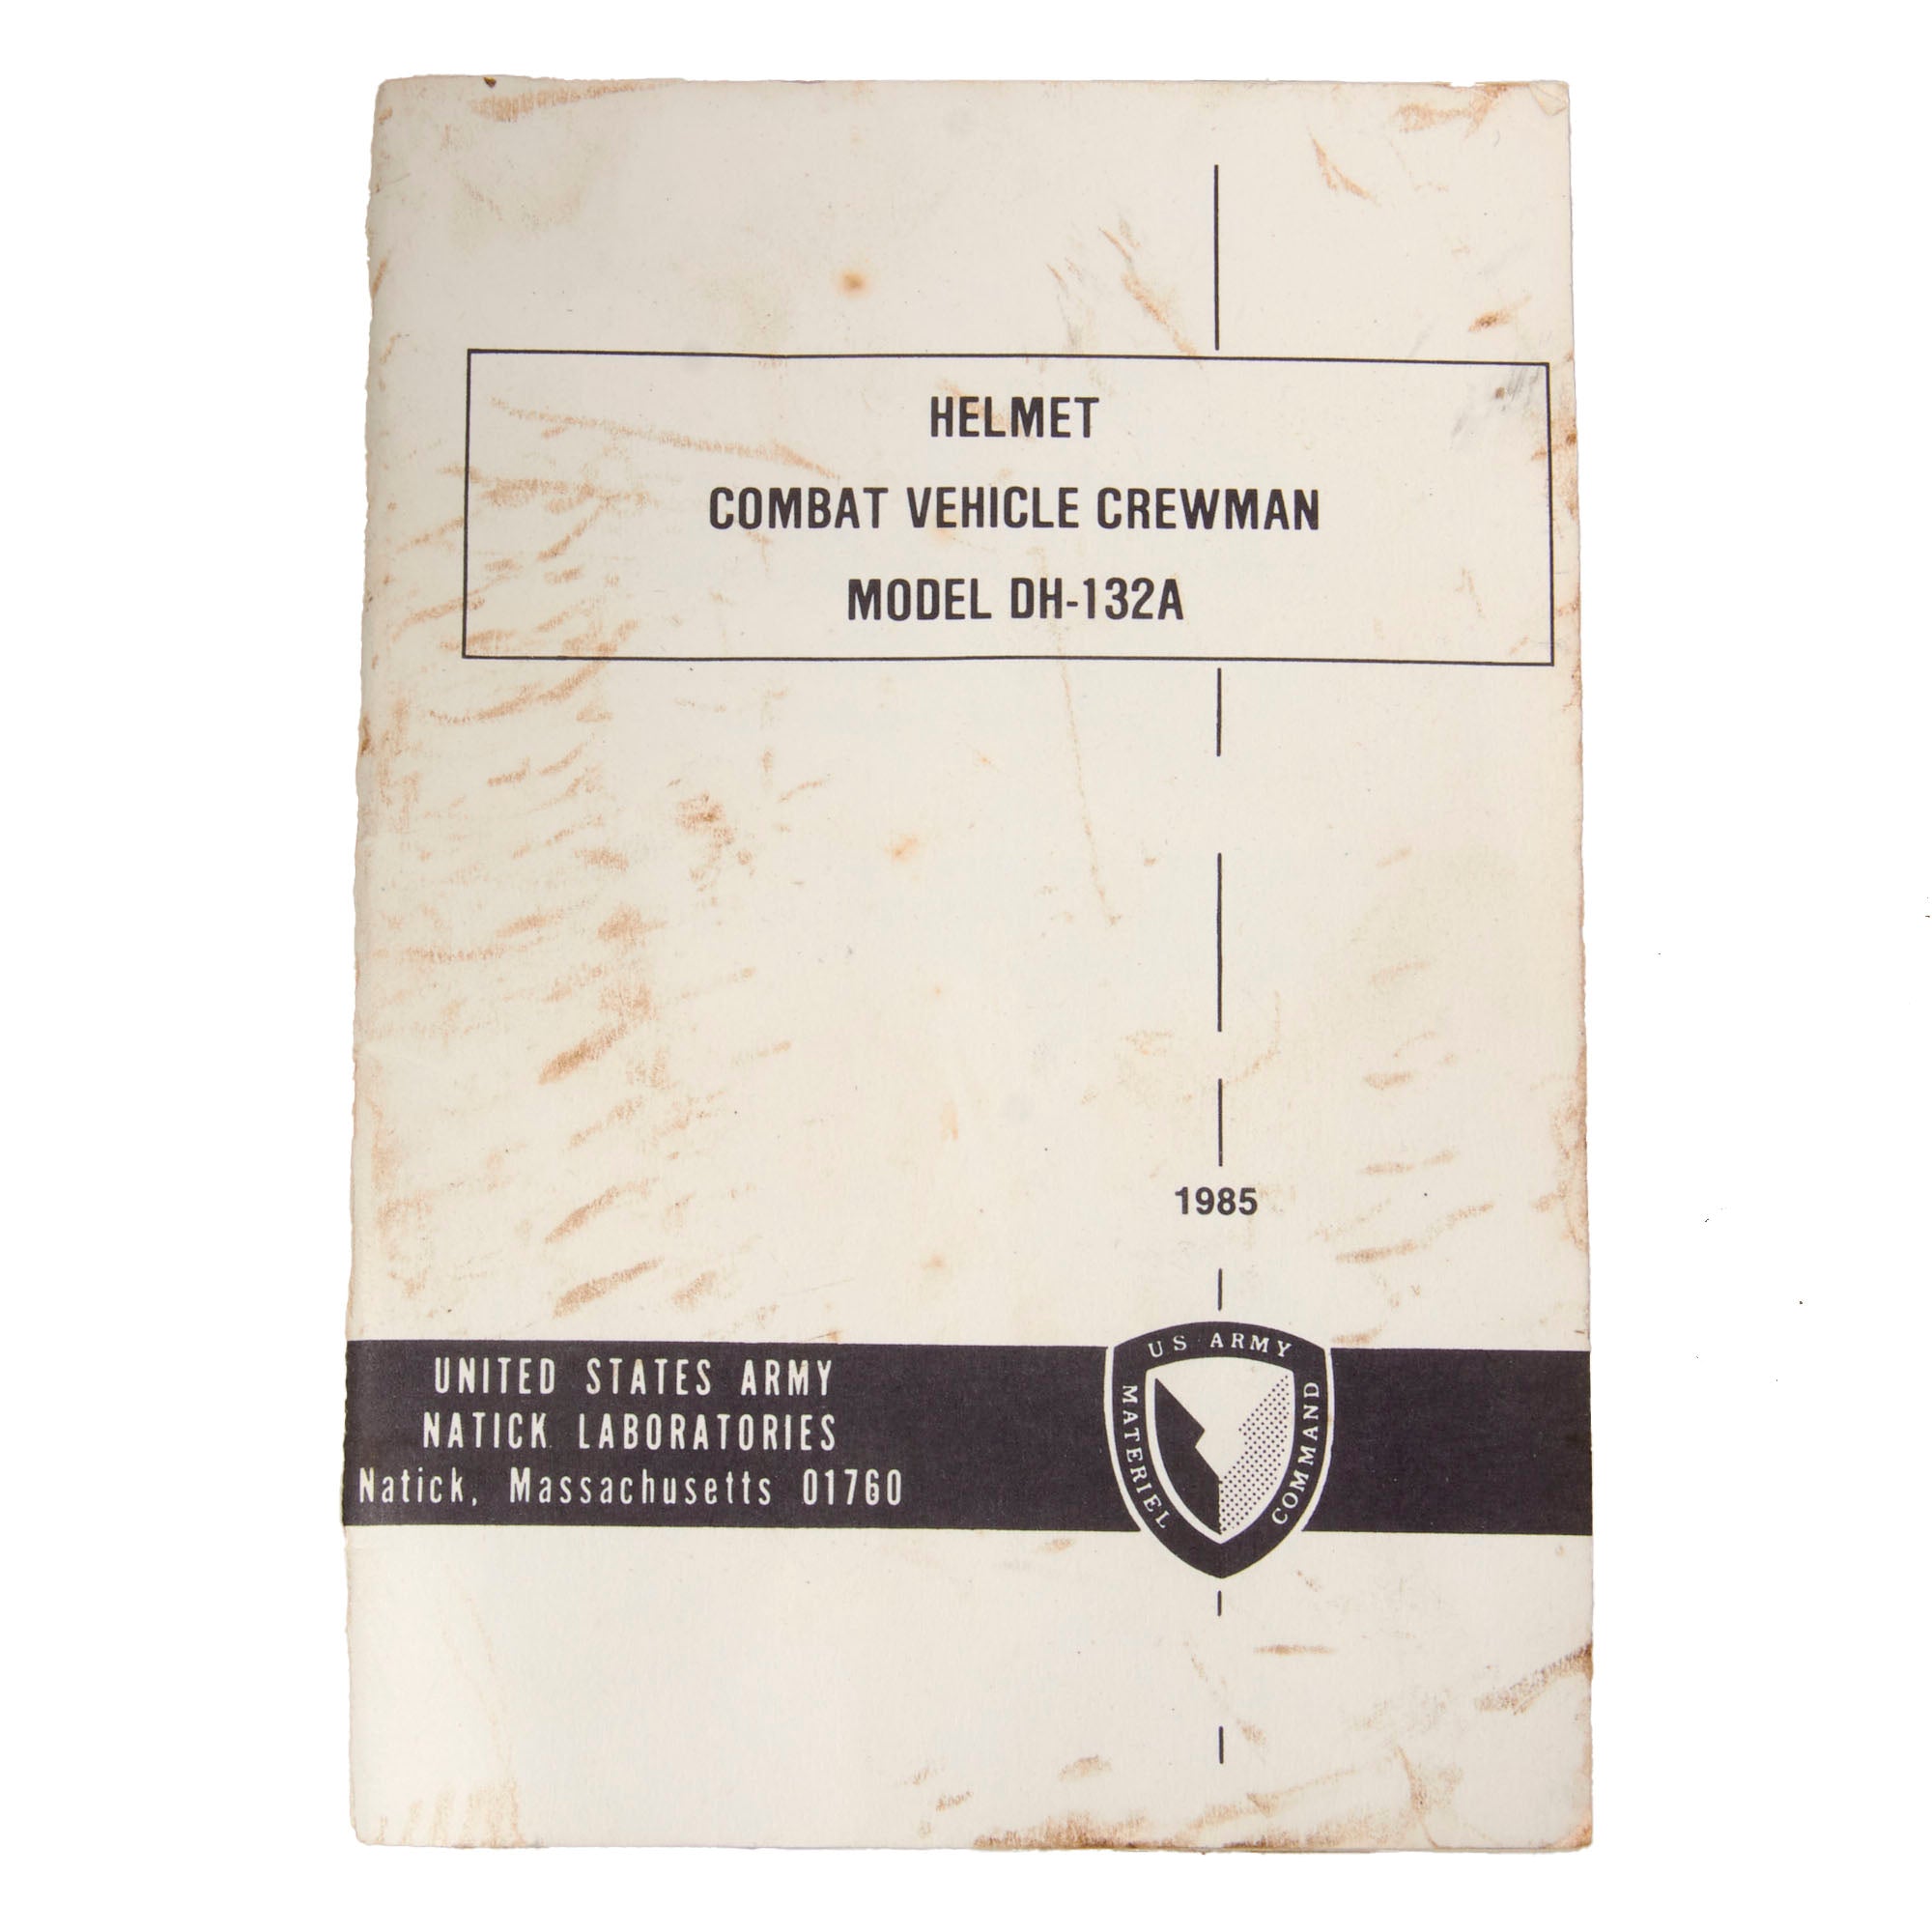 HELMET
COMBAT VEHICLE CREWMAN
MODEL DH-132A
1985
UNITED STATES ARMY
NATICK LABORATORIES
Natick, Massachusetts 01760
US ARMY
MATERIEL
COMMAND